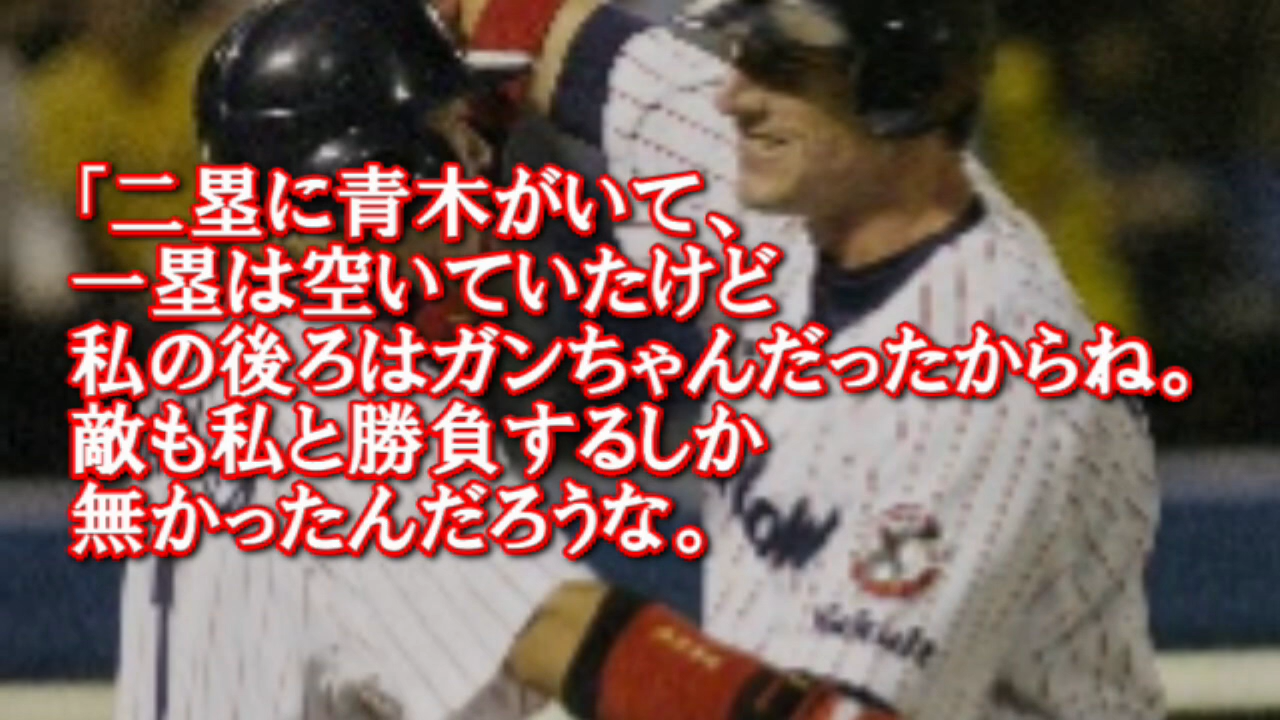 「二塁に青木がいて、
一塁は空いていたけど
私の後ろはガンちゃんだったからね。
敵も私と勝負するしか
無かったんだろうな。